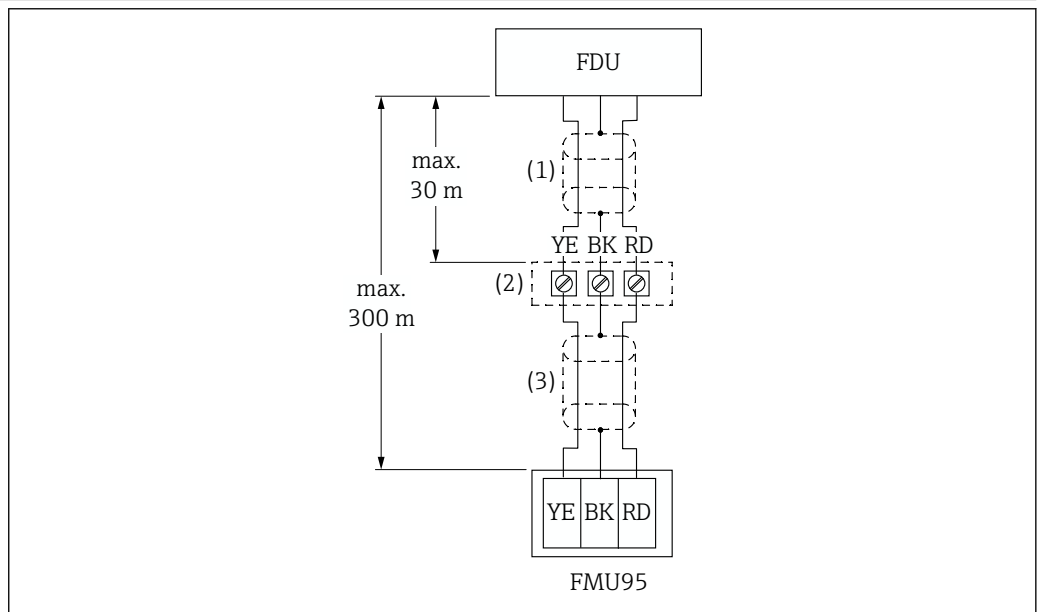 FDU
max.
30 m
(1)
YE BK RD
(2)
max.
300 m
(3)
YE BK RD
FMU95